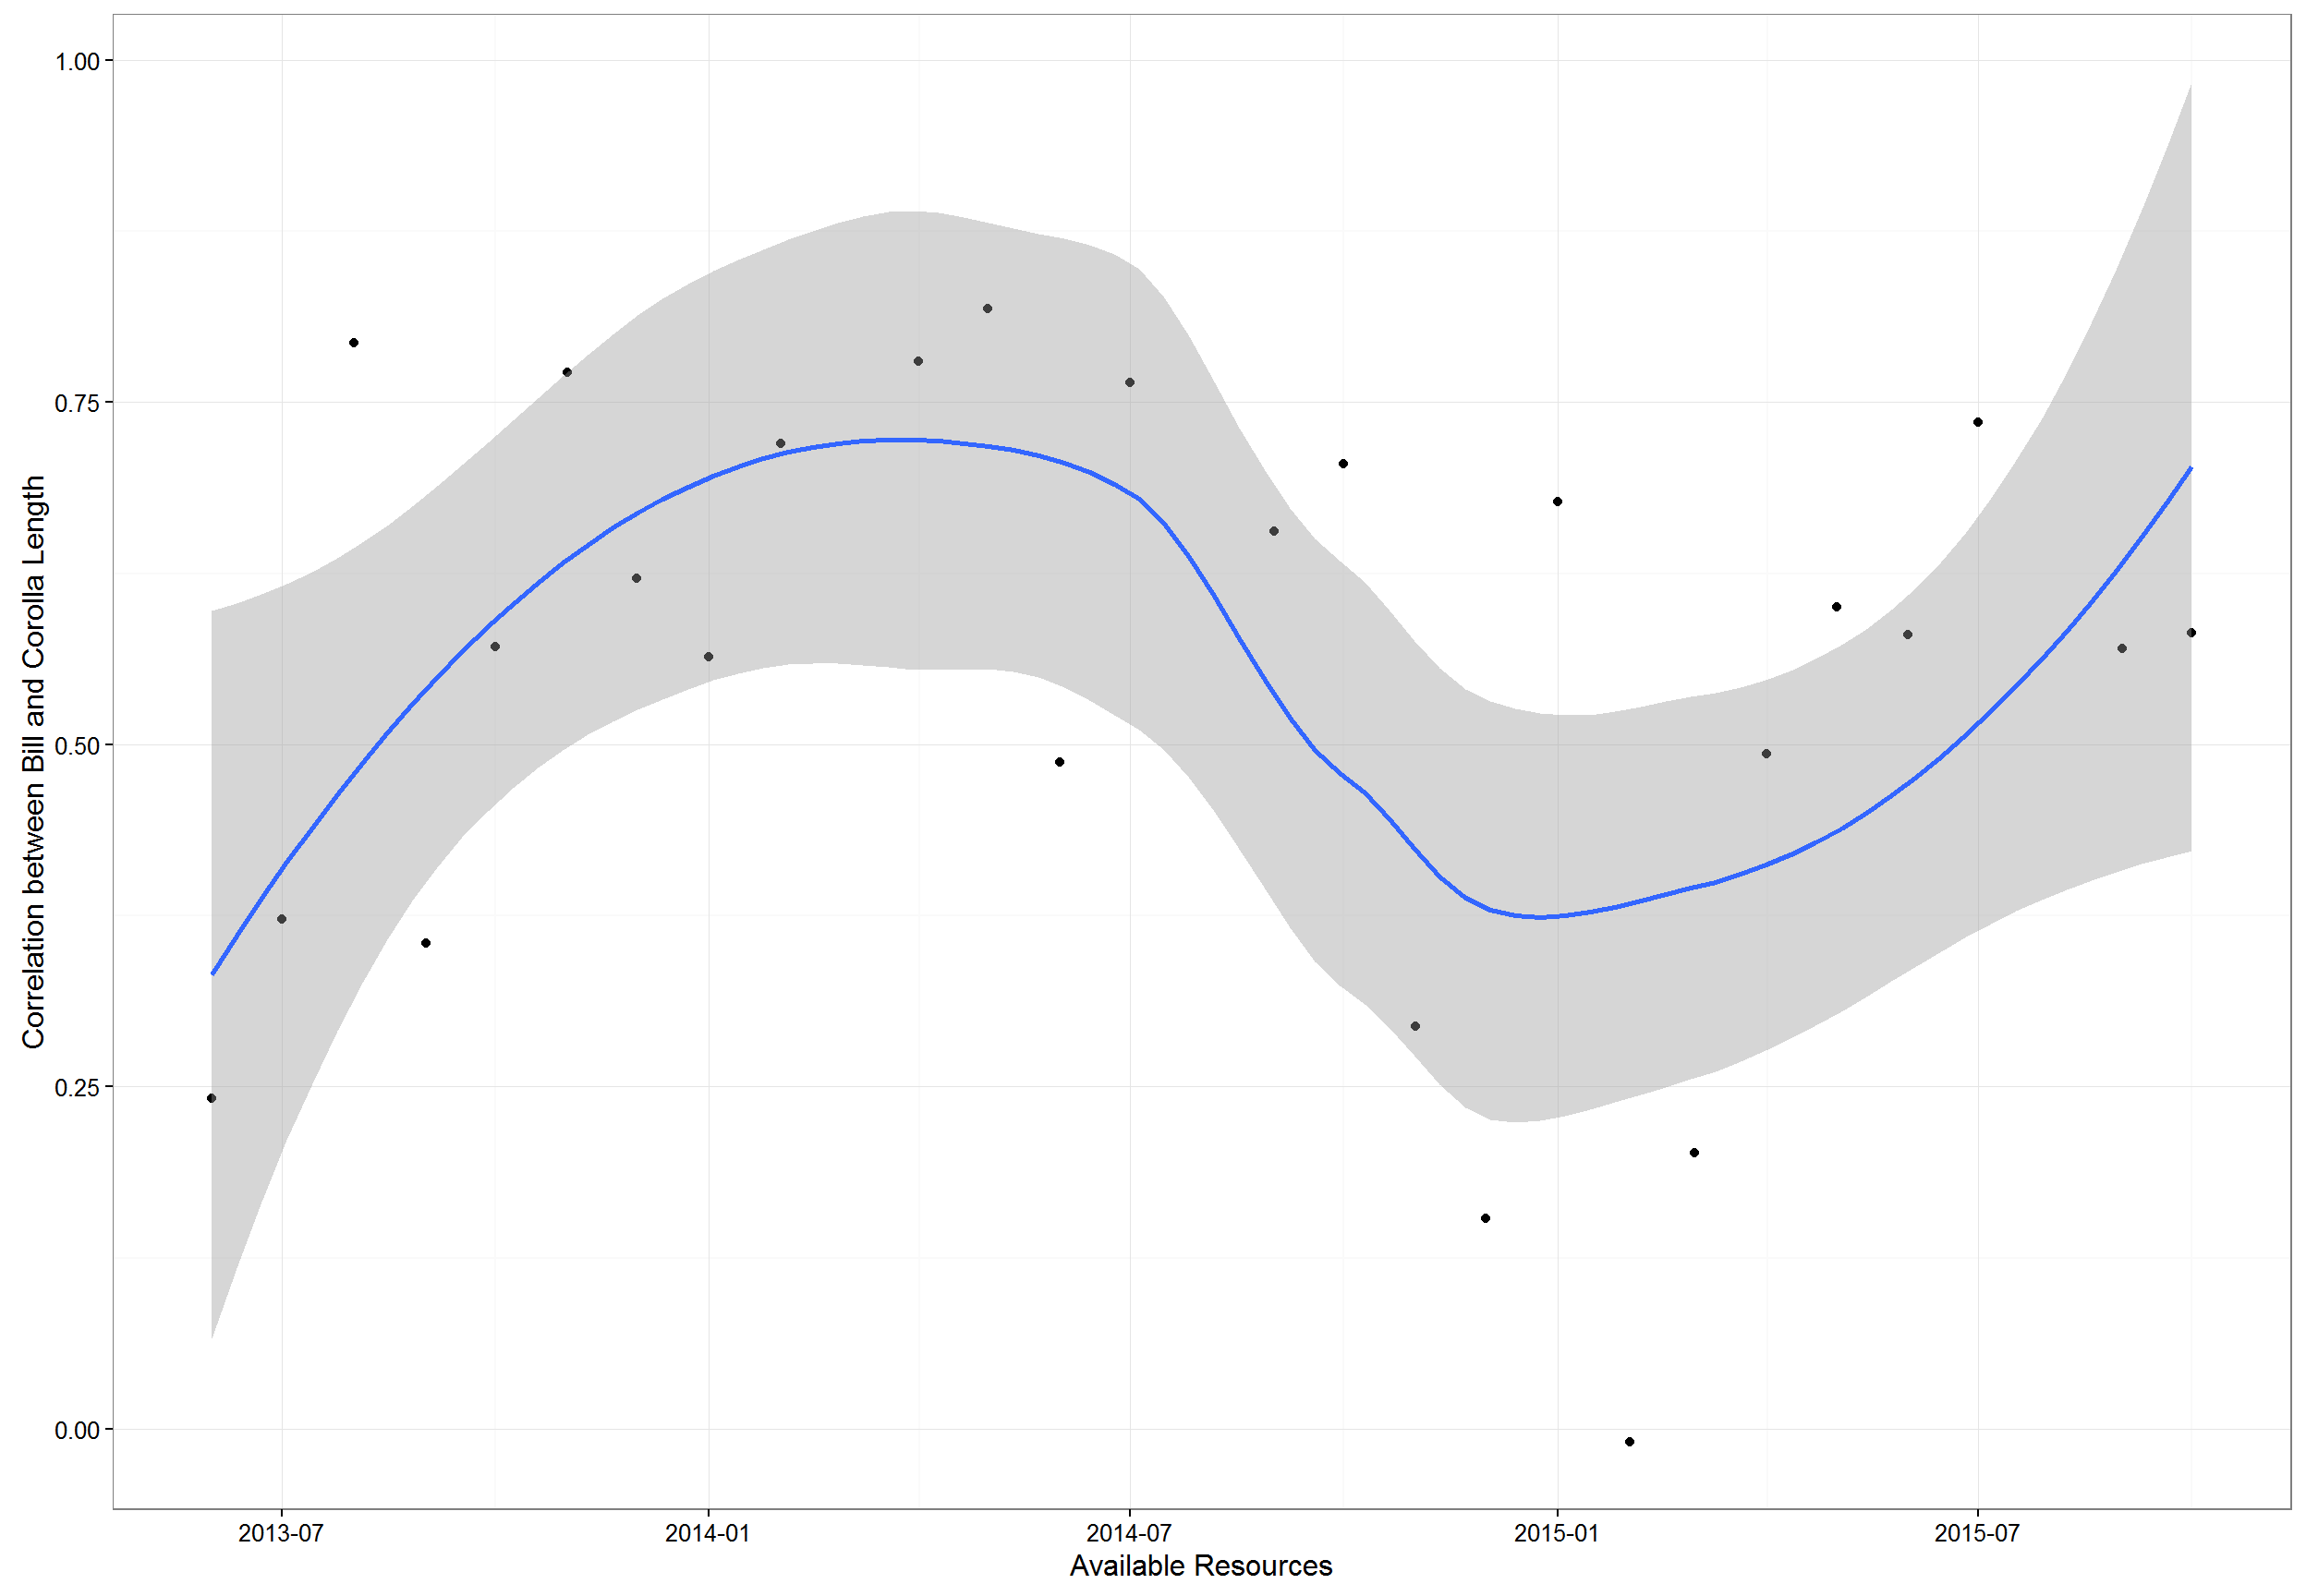 Correlation between Bill and Corolla Length
1.00
0.75
0.50
0.25
0.00
2013-07 2014-01 2014-07 2015-01 2015-07
Available Resources